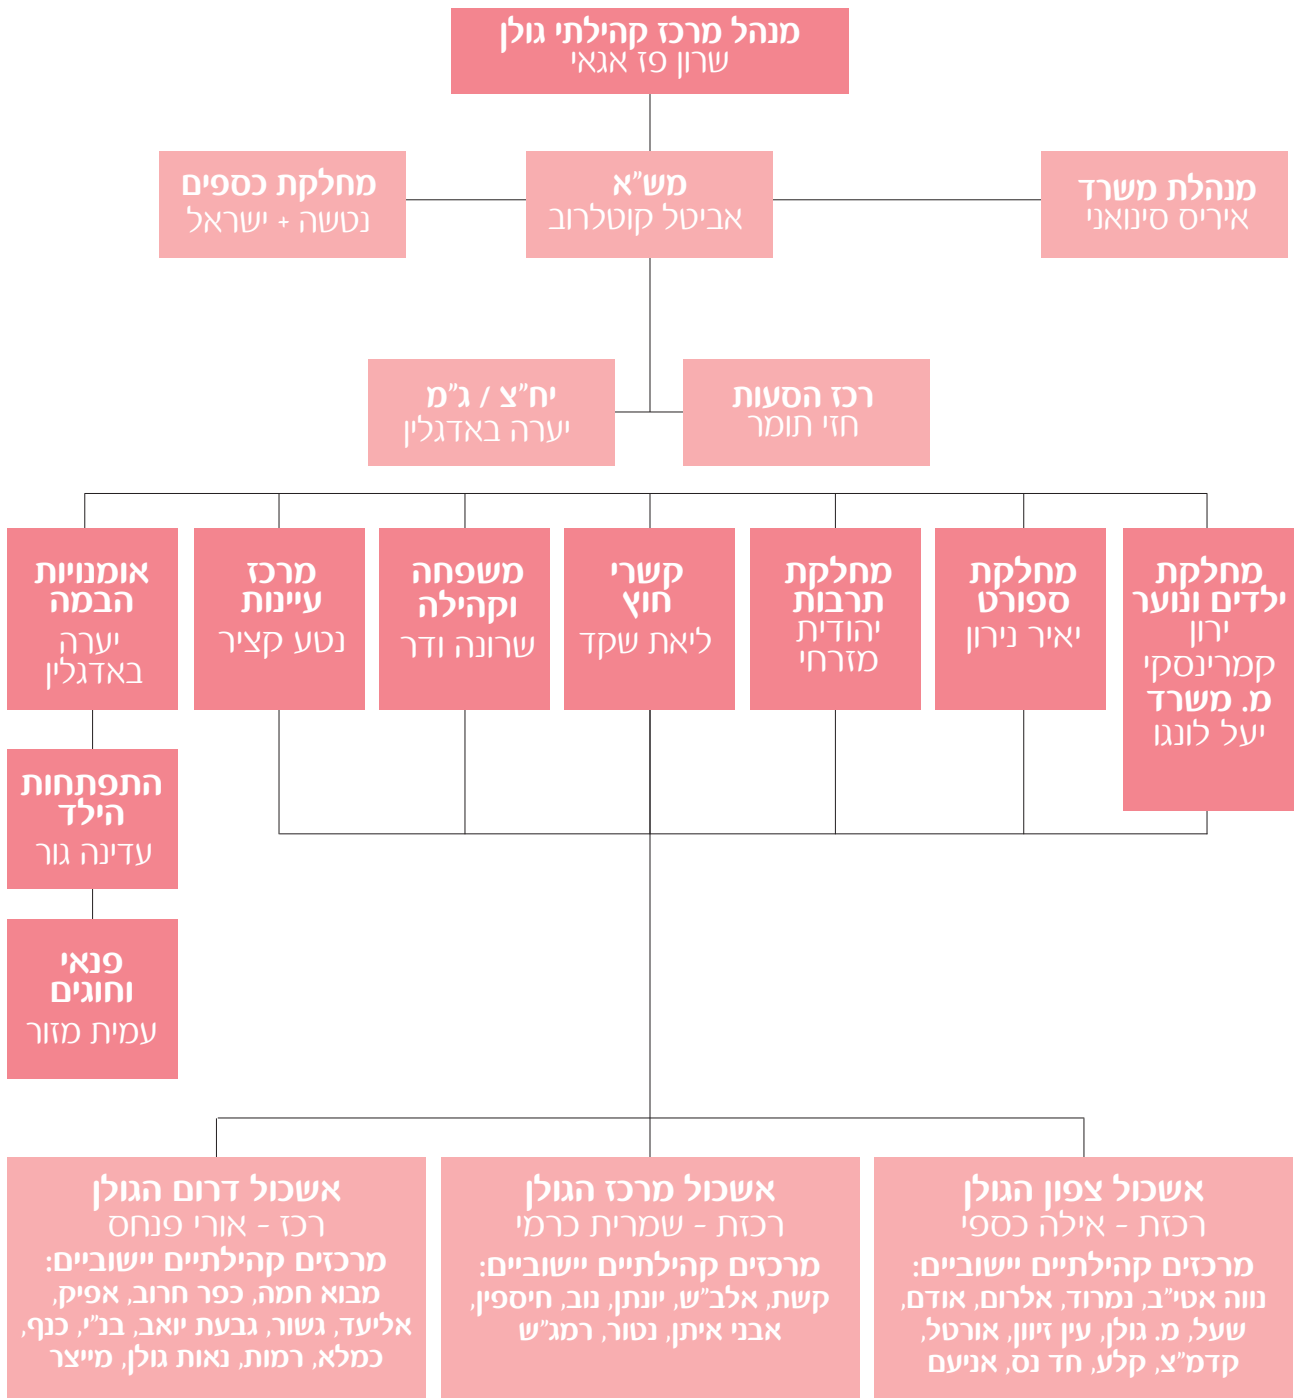 מנהל מרכז קהילתי גולן
שרון פז אגאי
מנהלת משרד
איריס סינואני
מש"א
אביטל קוטלרוב
מחלקת כספים
נטשה + ישראל
רכז הסעות
חזי תומר
יח"צ / ג"מ
יערה באדגלין
מחלקת
ילדים ונוער
ירון
קמרינסקי
מ. משרד
יעל לונגו
מחלקת
ספורט
יאיר נירון
מחלקת
תרבות
יהודית
מזרחי
קשרי
חוץ
ליאת שקד
משפחה
וקהילה
שרונה ודר
מרכז
עיינות
נטע קציר
אומנויות
הבמה
יערה
באדגלין
התפתחות
הילד
עדינה גור
פנאי
וחוגים
עמית מזור
אשכול צפון הגולן
רכזת - אילה כספי
מרכזים קהילתיים יישוביים:
נווה אטי"ב, נמרוד, אלרום, אודם,
שעל, מ. גולן, עין זיוון, אורטל,
קדמ"צ, קלע, חד נס, אניעם
אשכול מרכז הגולן
רכזת - שמרית כרמי
מרכזים קהילתיים יישוביים:
קשת, אלב"ש, יונתן, נוב, חיספין,
אבני איתן, נטור, רמג"ש
אשכול דרום הגולן
רכז - אורי פנחס
מרכזים קהילתיים יישוביים:
מבוא חמה, כפר חרוב, אפיק,
אליעד, גשור, גבעת יואב, בנ"י, כנף,
כמלא, רמות, נאות גולן, מייצר